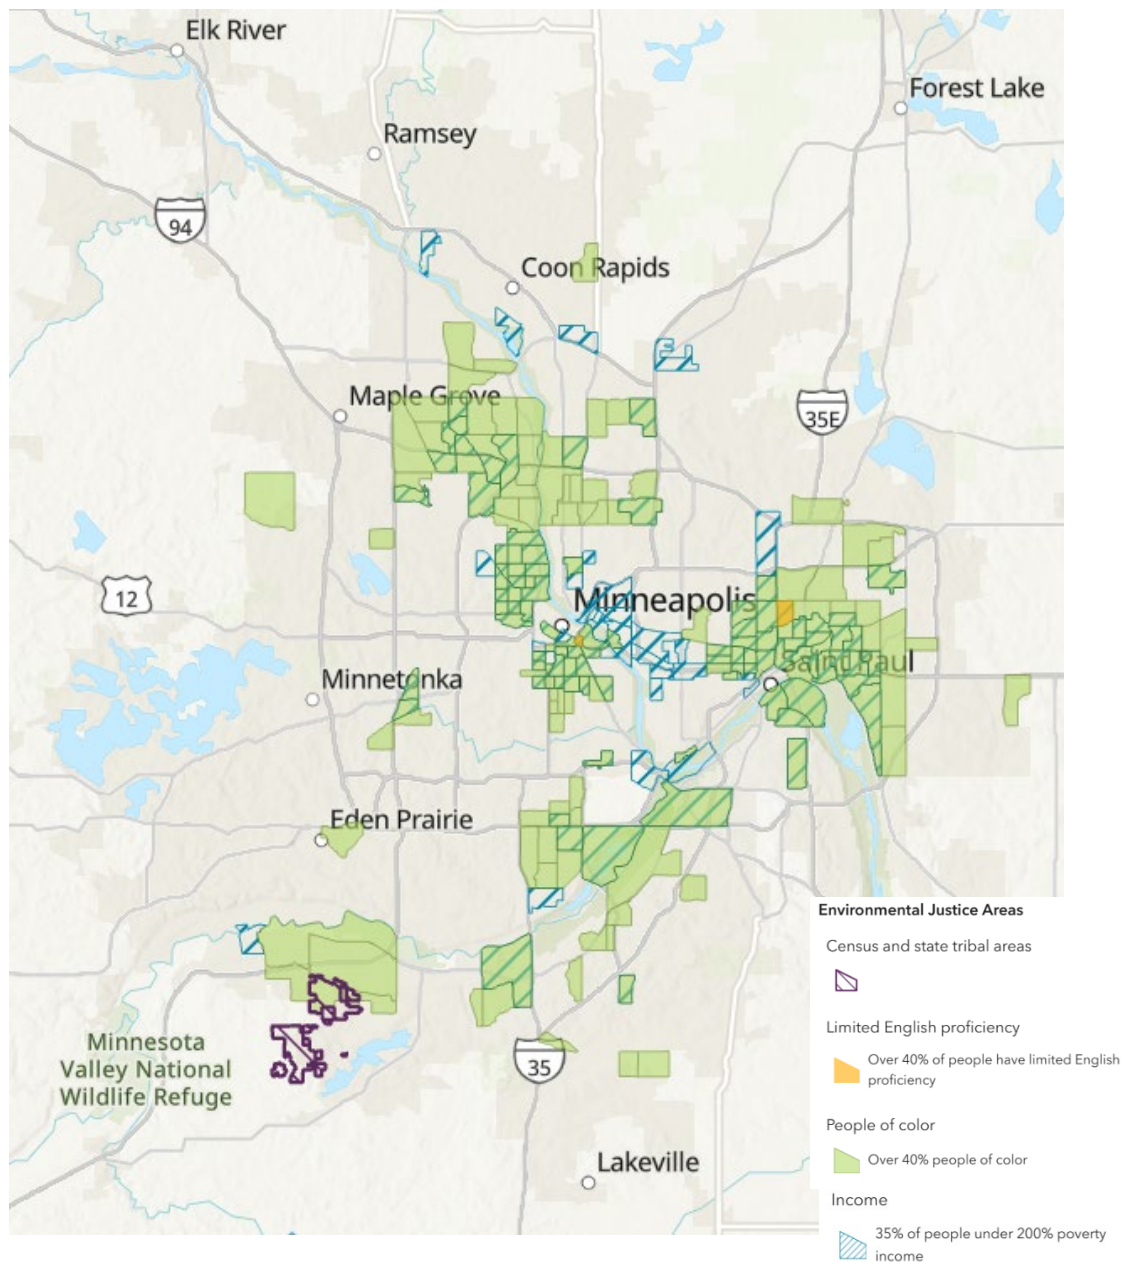 Elk River
Forest Lake
Ramsey
94
Coon Rapids
Maple Grove
35E
12
Minneapolis
Saint Paul
Minnetonka
Eden Prairie
Minnesota
Valley National
Wildlife Refuge
35
Lakeville
Environmental Justice Areas
Census and state tribal areas
Limited English proficiency
Over 40% of people have limited English
proficiency
People of color
Over 40% people of color
Income
35% of people under 200% poverty
income